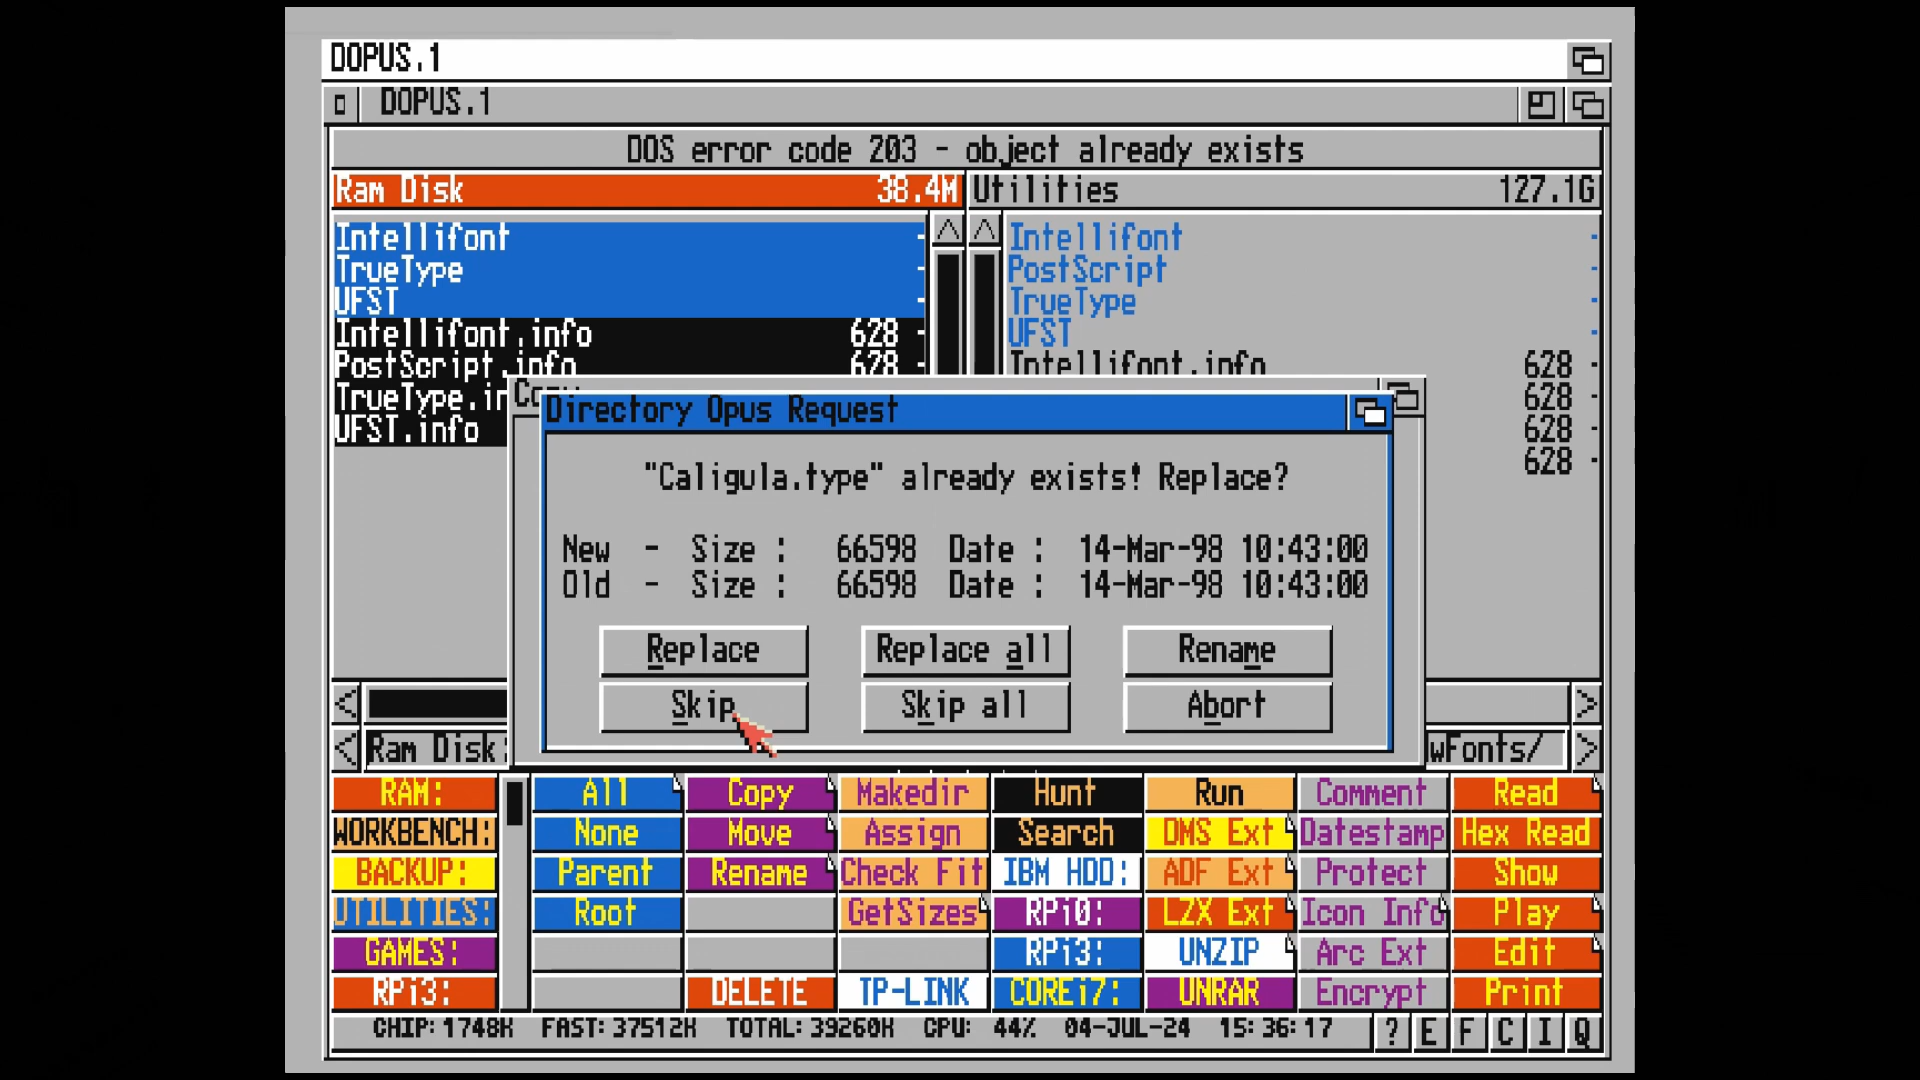 DOPUS.1
DOPUS.1
DOS error code 203 - object already exists
Ram Disk 38.4M Utilities 127.1G
Intellifont - Intellifont -
TrueType - PostScript -
UFST - TrueType -
Intellifont.info 628 - UFST -
PostScript.info 628 Intellifont.info 628 -
TrueType.in 628 -
UFST.info 628 -
628 -
Directory Opus Request
"Caligula.type" already exists! Replace?
New - Size : 66598 Date : 14-Mar-98 10:43:00
Old - Size : 66598 Date : 14-Mar-98 10:43:00
Replace Replace all Rename
Skip Skip all Abort
< >
< Ram Disk: wFonts/ >
RAM: All Copy Makedir Hunt Run Comment Read
WORKBENCH: None Move Assign Search DMS Ext Datestamp Hex Read
BACKUP: Parent Rename Check Fit IBM HDD: ADF Ext Protect Show
UTILITIES: Root GetSizes RPi0: LZX Ext Icon Info Play
GAMES: RPi3: UNZIP Arc Ext Edit
RPi3: DELETE TP-LINK COREi7: UNRAR Encrypt Print
CHIP: 1748K FAST: 37512K TOTAL: 39260K CPU: 44% 04-JUL-24 15:36:17 ? E F C I Q